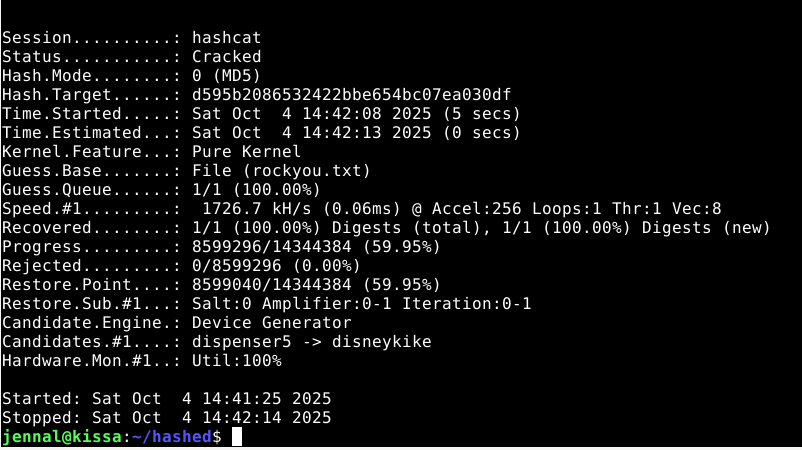 Session..........: hashcat
Status...........: Cracked
Hash.Mode........: 0 (MD5)
Hash.Target......: d595b2086532422bbe654bc07ea030df
Time.Started.....: Sat Oct  4 14:42:08 2025 (5 secs)
Time.Estimated...: Sat Oct  4 14:42:13 2025 (0 secs)
Kernel.Feature...: Pure Kernel
Guess.Base.......: File (rockyou.txt)
Guess.Queue......: 1/1 (100.00%)
Speed.#1.........:  1726.7 kH/s (0.06ms) @ Accel:256 Loops:1 Thr:1 Vec:8
Recovered........: 1/1 (100.00%) Digests (total), 1/1 (100.00%) Digests (new)
Progress.........: 8599296/14344384 (59.95%)
Rejected.........: 0/8599296 (0.00%)
Restore.Point....: 8599040/14344384 (59.95%)
Restore.Sub.#1...: Salt:0 Amplifier:0-1 Iteration:0-1
Candidate.Engine.: Device Generator
Candidates.#1....: dispenser5 -> disneykike
Hardware.Mon.#1..: Util:100%
Started: Sat Oct  4 14:41:25 2025
Stopped: Sat Oct  4 14:42:14 2025
jennal@kissa:~/hashed$